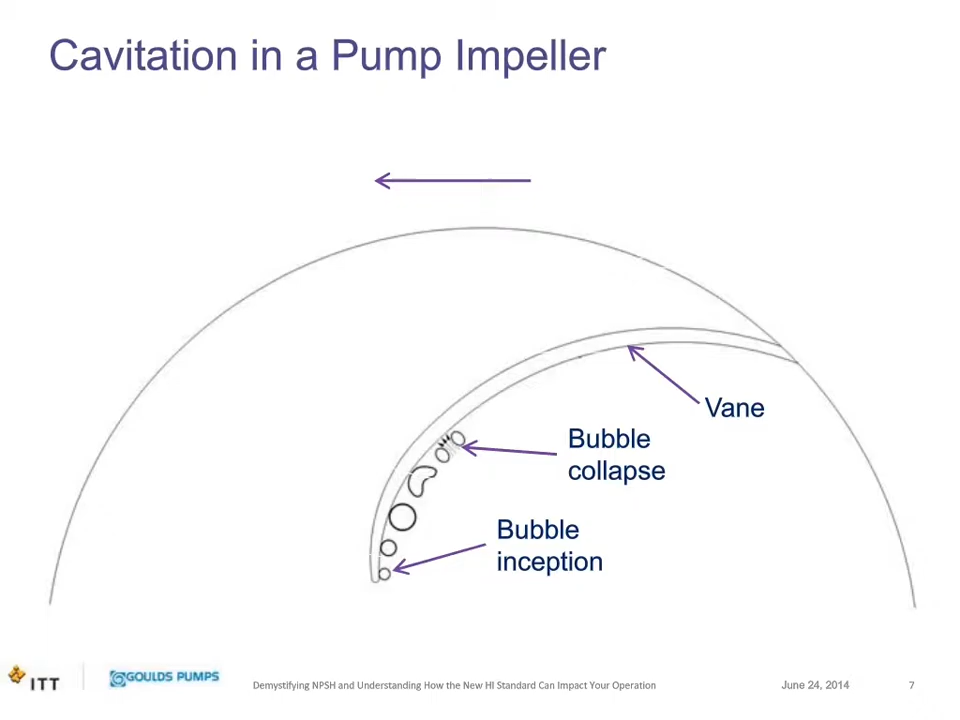 Cavitation in a Pump Impeller
Vane
Bubble
collapse
Bubble
inception
ITT
GOULDS PUMPS
Demystifying NPSH and Understanding How the New HI Standard Can Impact Your Operation
June 24, 2014
7